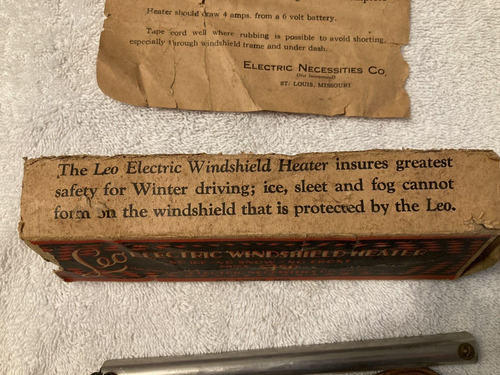 Heater should draw 4 amps. from a 6 volt battery.
Tape cord well where rubbing is possible to avoid shorting,
especially through windshield frame and under dash.
ELECTRIC NECESSITIES CO.
ST. LOUIS, MISSOURI
The Leo Electric Windshield Heater insures greatest
safety for Winter driving; ice, sleet and fog cannot
form on the windshield that is protected by the Leo.
Leo ELECTRIC WINDSHIELD HEATER